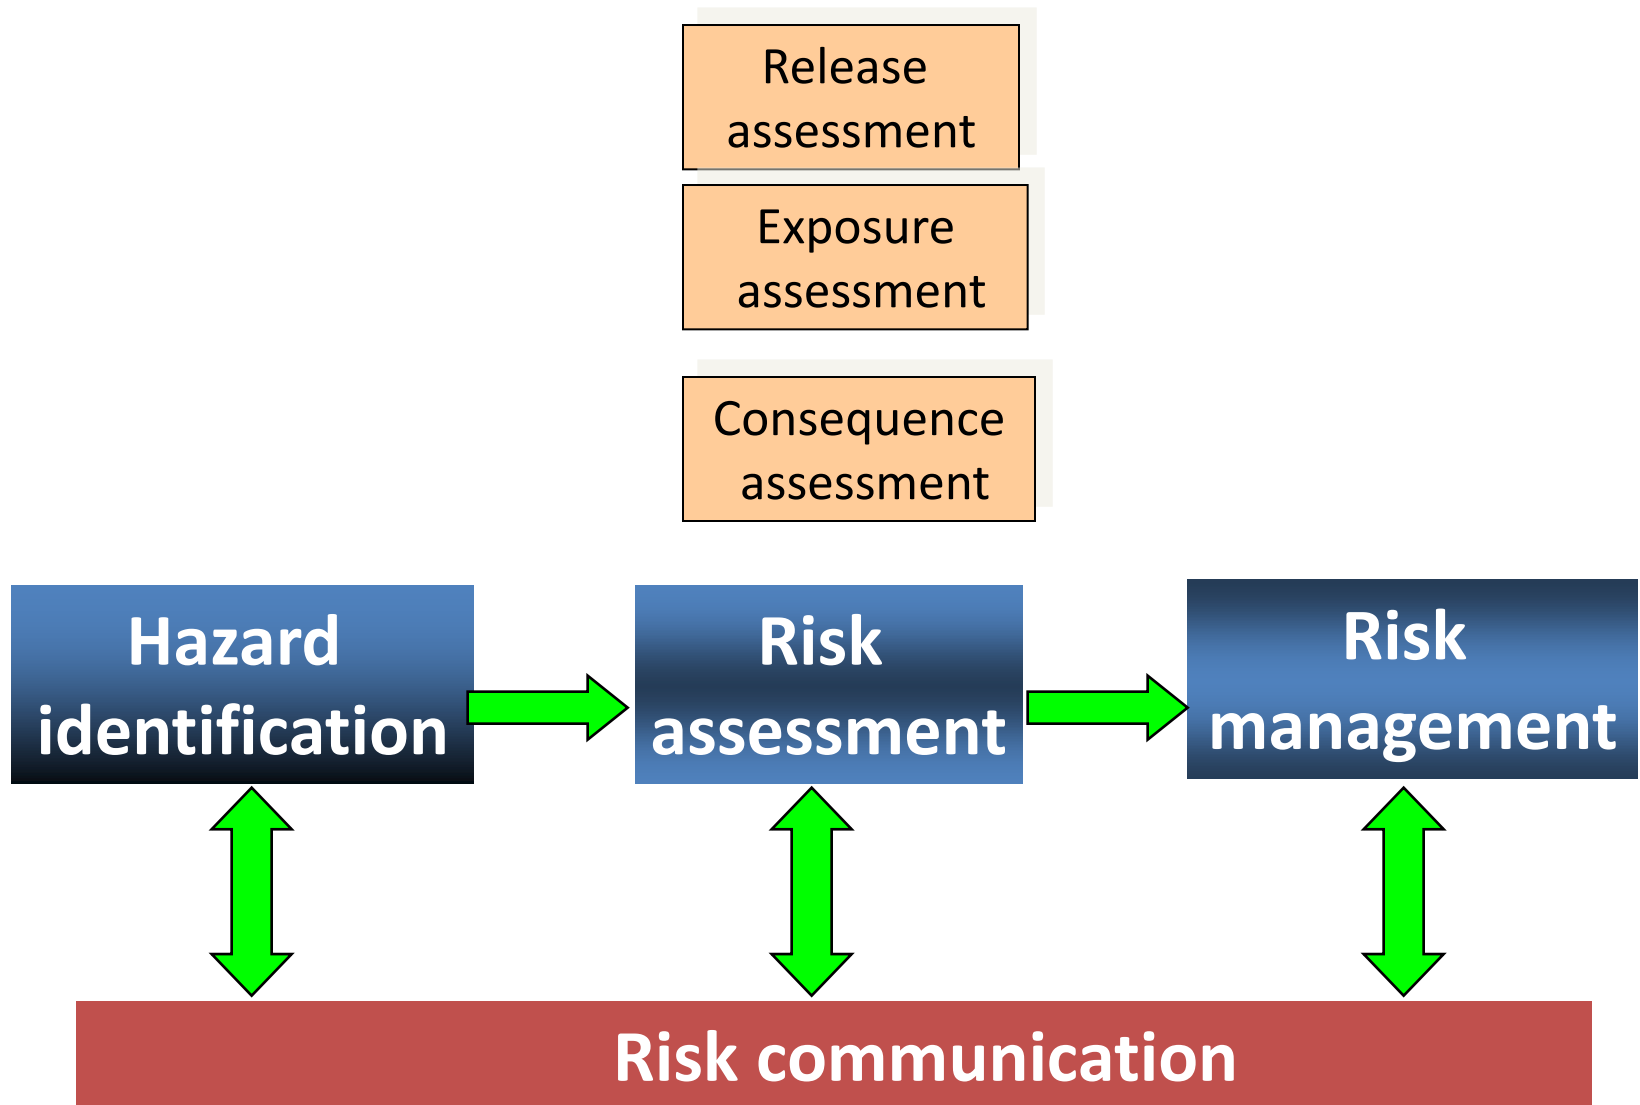 Release
assessment
Exposure
assessment
Consequence
assessment
Hazard
identification
Risk
assessment
Risk
management
Risk communication